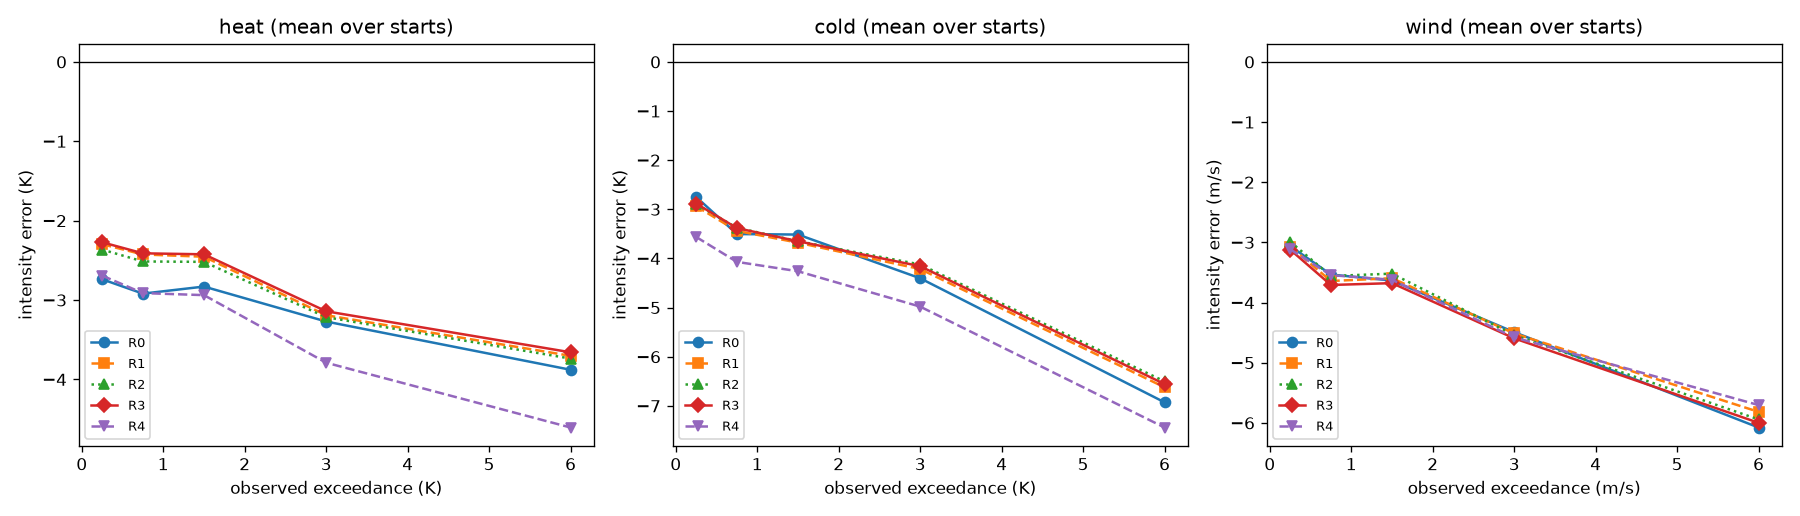 heat (mean over starts)
0
−1
−2
−3
−4
intensity error (K)
R0
R1
R2
R3
R4
0 1 2 3 4 5 6
observed exceedance (K)
cold (mean over starts)
0
−1
−2
−3
−4
−5
−6
−7
intensity error (K)
R0
R1
R2
R3
R4
0 1 2 3 4 5 6
observed exceedance (K)
wind (mean over starts)
0
−1
−2
−3
−4
−5
−6
intensity error (m/s)
R0
R1
R2
R3
R4
0 1 2 3 4 5 6
observed exceedance (m/s)